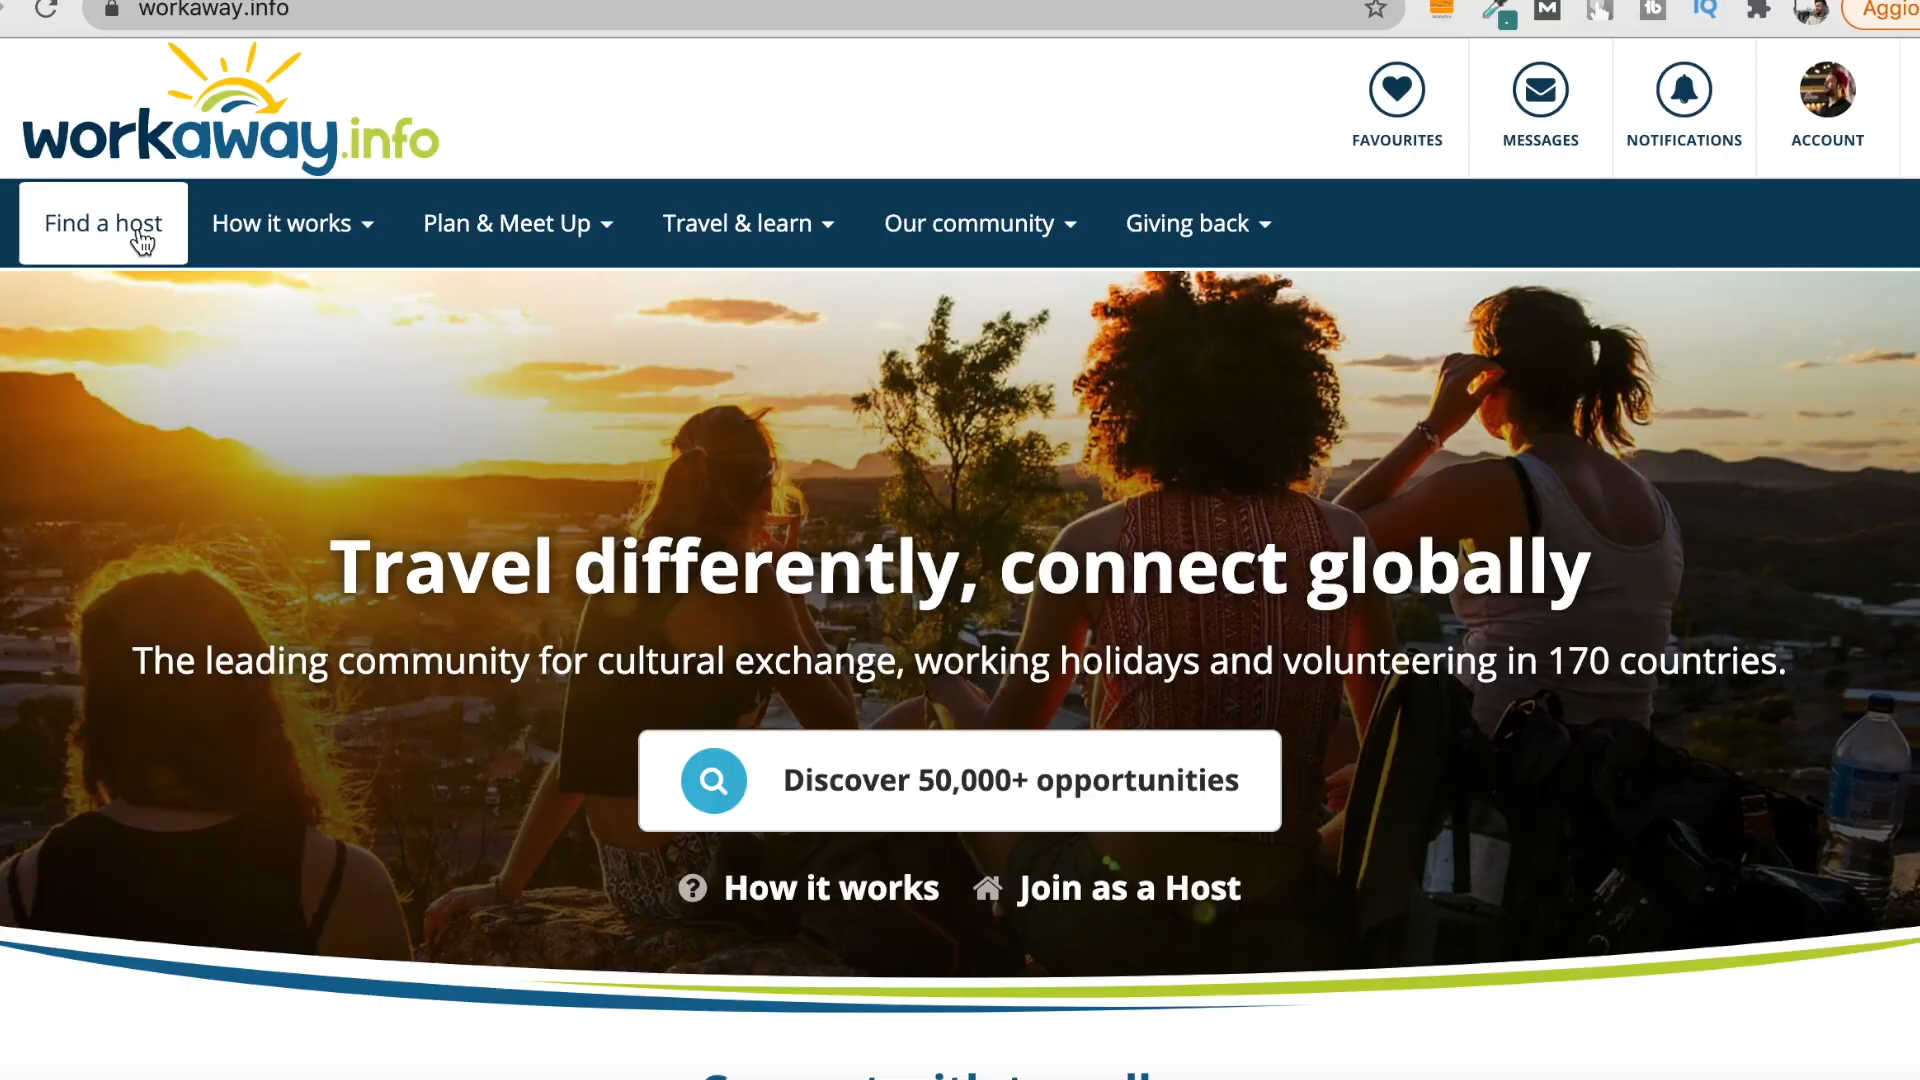 workaway.info
Aggio
workaway.info
FAVOURITES
MESSAGES
NOTIFICATIONS
ACCOUNT
Find a host
How it works
Plan & Meet Up
Travel & learn
Our community
Giving back
Travel differently, connect globally
The leading community for cultural exchange, working holidays and volunteering in 170 countries.
Discover 50,000+ opportunities
How it works
Join as a Host